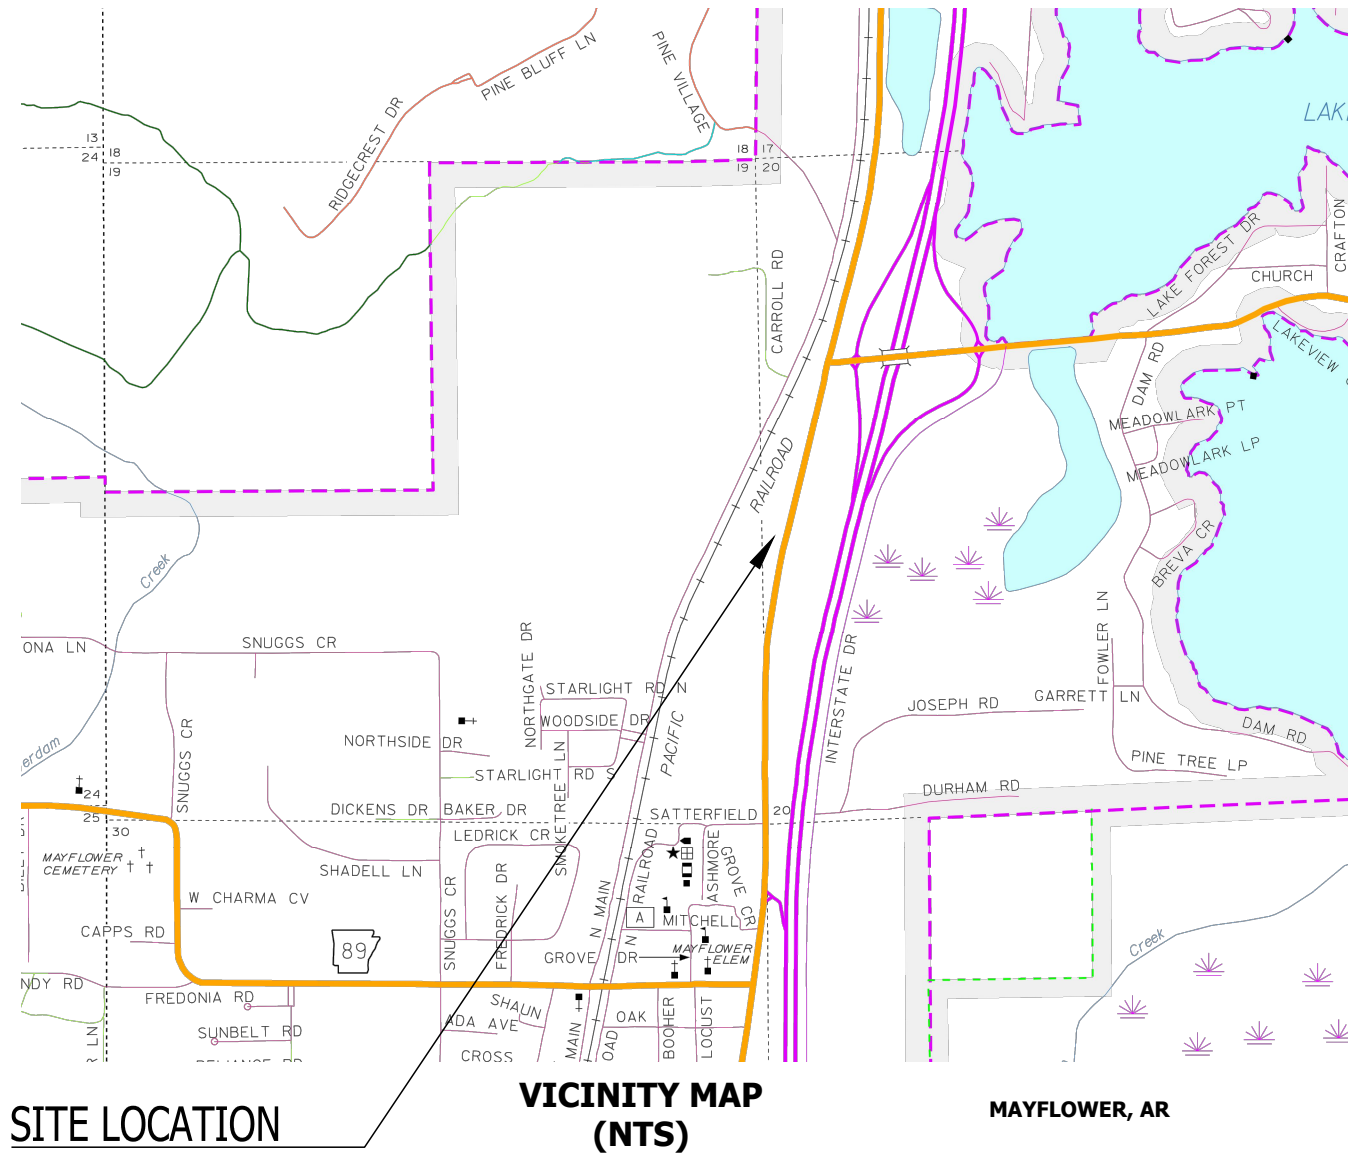 PINE BLUFF LN
PINE VILLAGE
RIDGECREST DR
LAK
13
18
24
19
18
17
19
20
CARROLL RD
LAKE FOREST DR
CRAFTON
CHURCH
LAKEVIEW
DAM RD
MEADOWLARK PT
MEADOWLARK LP
BREVA CR
RAILROAD
Creek
ONA LN
SNUGGS CR
NORTHGATE DR
STARLIGHT RD N
WOODSIDE DR
NORTHSIDE DR
STARLIGHT RD S
SNUGGS CR
PACIFIC
INTERSTATE DR
JOSEPH RD
GARRETT LN
FOWLER LN
DAM RD
PINE TREE LP
DURHAM RD
erdam
24
25
30
20
DICKENS DR
BAKER DR
LEDRICK CR
SMOKETREE LN
SATTERFIELD
RAILROAD
ASHMORE
GROVE CR
MAYFLOWER
CEMETERY
SHADELL LN
W CHARMA CV
CAPPS RD
89
SNUGGS CR
FREDRICK DR
N MAIN
N
A
MITCHELL
GROVE DR
MAYFLOWER
ELEM
NDY RD
FREDONIA RD
SUNBELT RD
R LN
SHAUN
ADA AVE
CROSS
MAIN
OAD
OAK
BOOHER
LOCUST
Creek
SITE LOCATION
VICINITY MAP
(NTS)
MAYFLOWER, AR